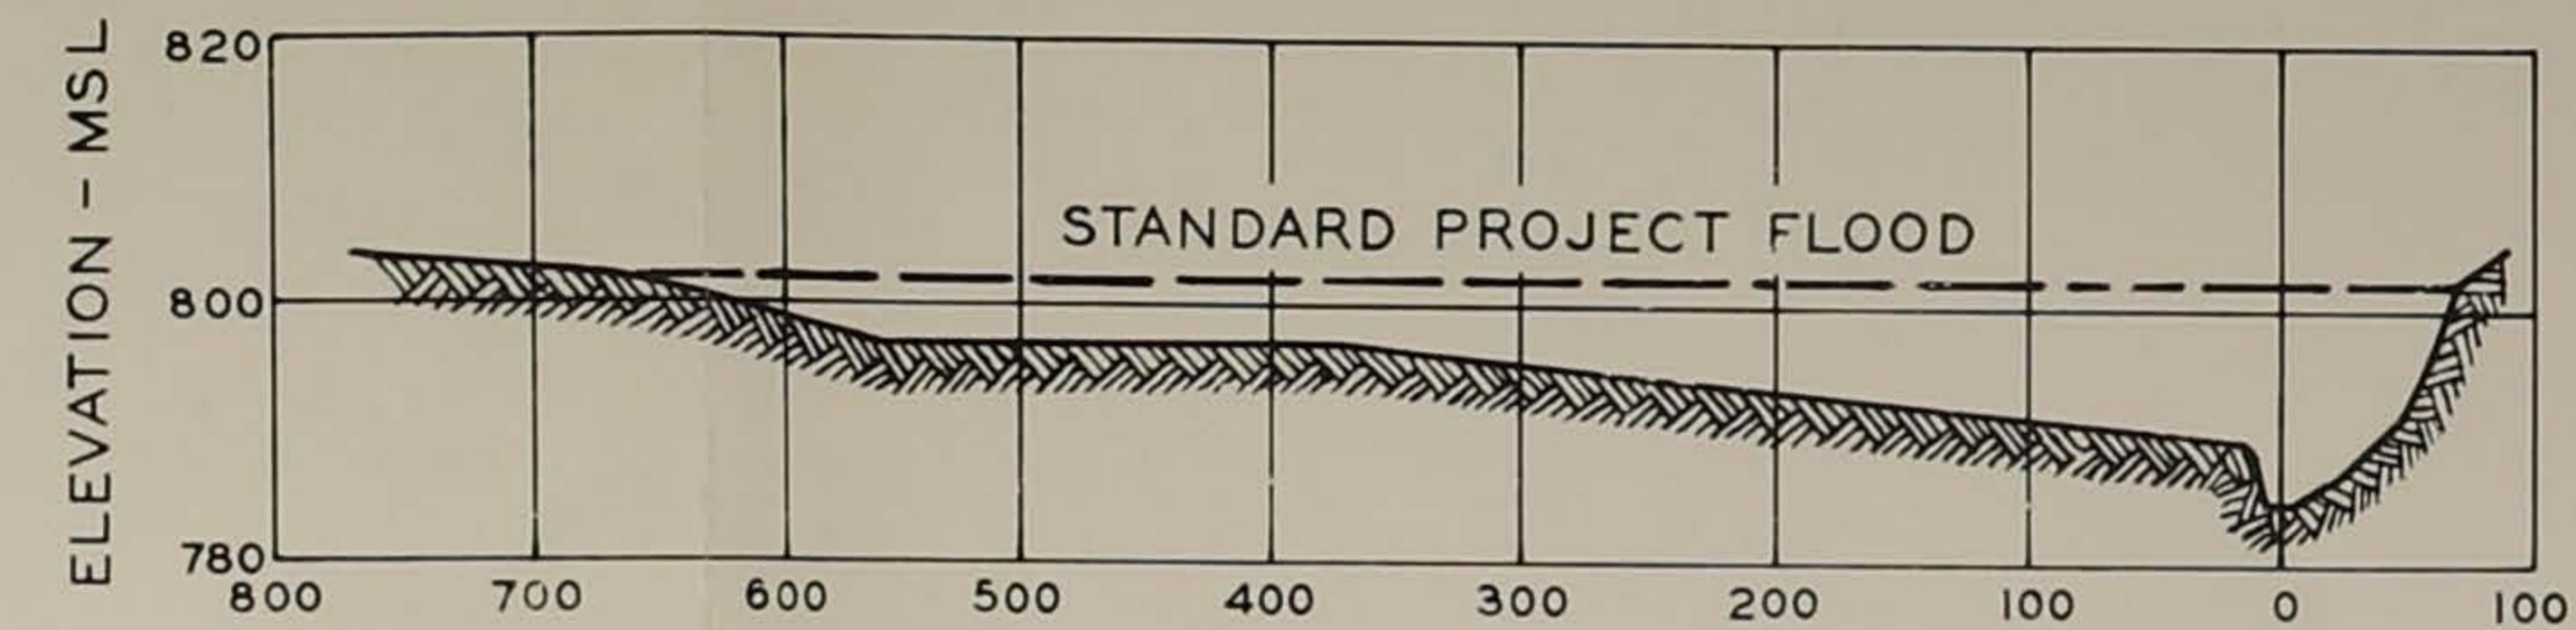 ELEVATION - MSL
820
800
780
STANDARD PROJECT FLOOD
800 700 600 500 400 300 200 100 0 100